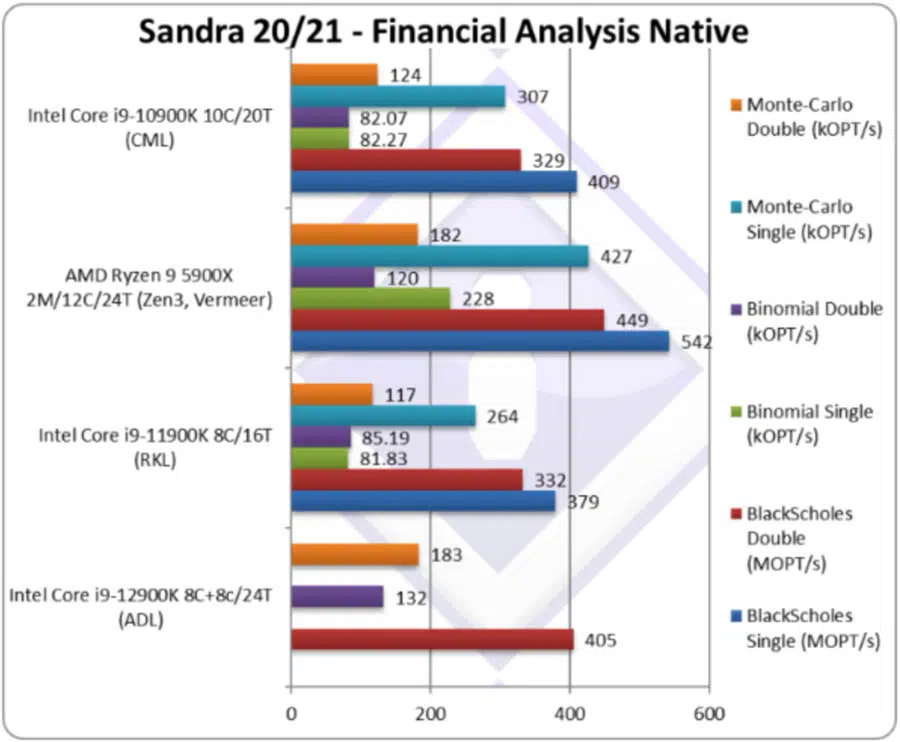 Sandra 20/21 - Financial Analysis Native
Intel Core i9-10900K 10C/20T
(CML)
124
307
82.07
82.27
329
409
AMD Ryzen 9 5900X
2M/12C/24T (Zen3, Vermeer)
182
427
120
228
449
542
Intel Core i9-11900K 8C/16T
(RKL)
117
264
85.19
81.83
332
379
Intel Core i9-12900K 8C+8c/24T
(ADL)
183
132
405
0
200
400
600
Monte-Carlo
Double (kOPT/s)
Monte-Carlo
Single (kOPT/s)
Binomial Double
(kOPT/s)
Binomial Single
(kOPT/s)
BlackScholes
Double
(MOPT/s)
BlackScholes
Single (MOPT/s)